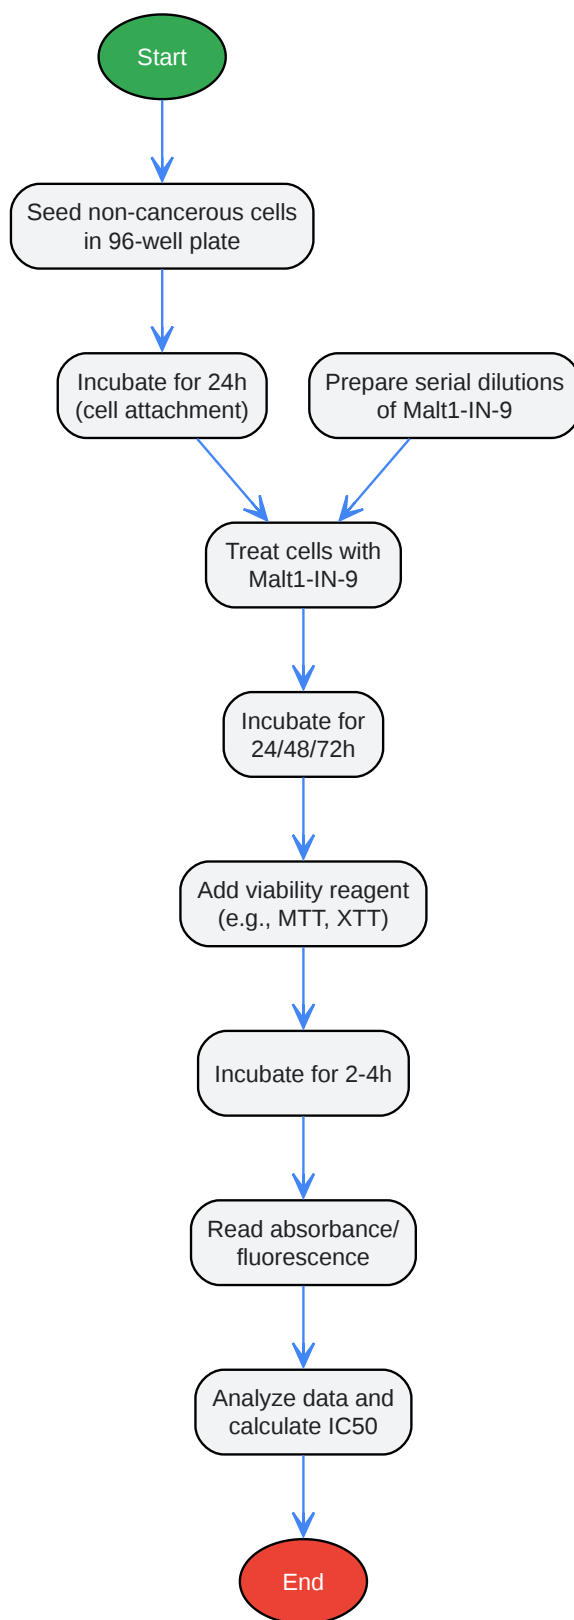 Start
Seed non-cancerous cells
in 96-well plate
Incubate for 24h
(cell attachment)
Prepare serial dilutions
of Malt1-IN-9
Treat cells with
Malt1-IN-9
Incubate for
24/48/72h
Add viability reagent
(e.g., MTT, XTT)
Incubate for 2-4h
Read absorbance/
fluorescence
Analyze data and
calculate IC50
End